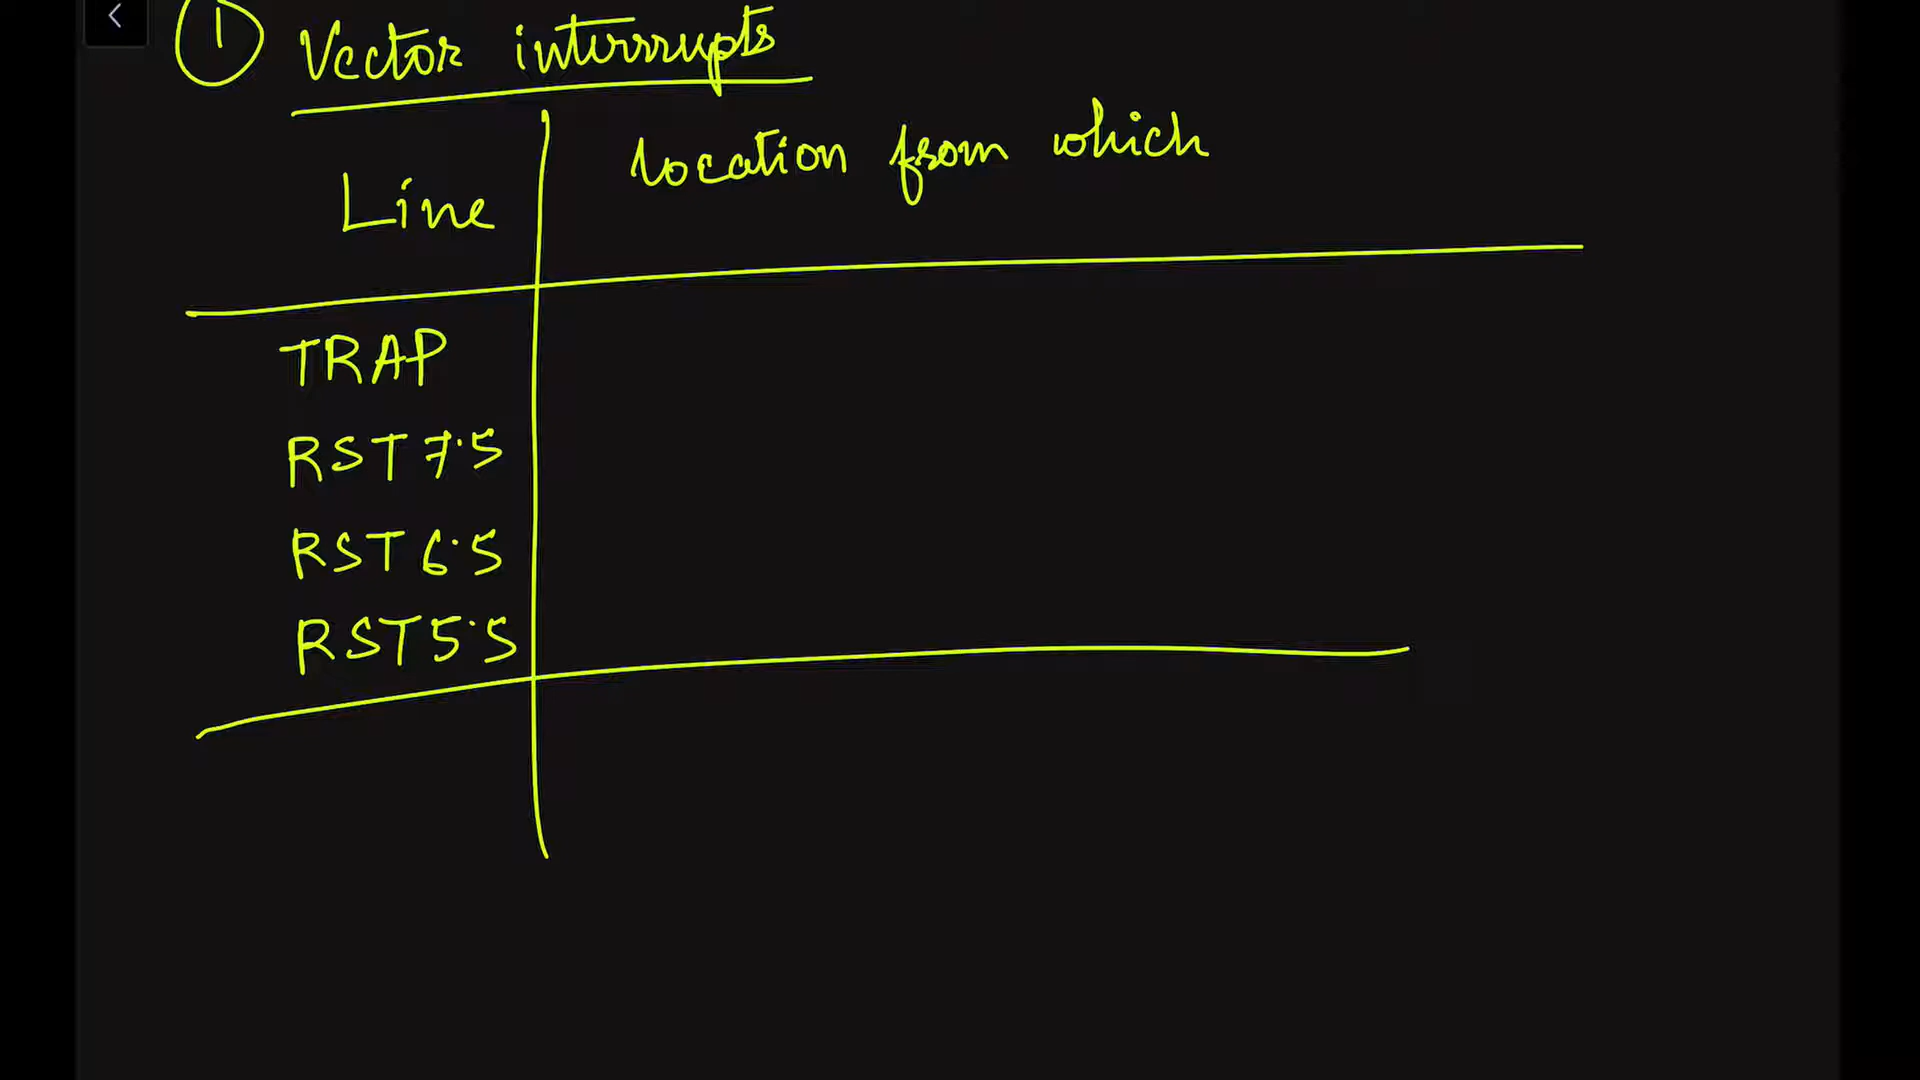 ① Vector interrupts
Line
location from which
TRAP
RST 7.5
RST 6.5
RST 5.5